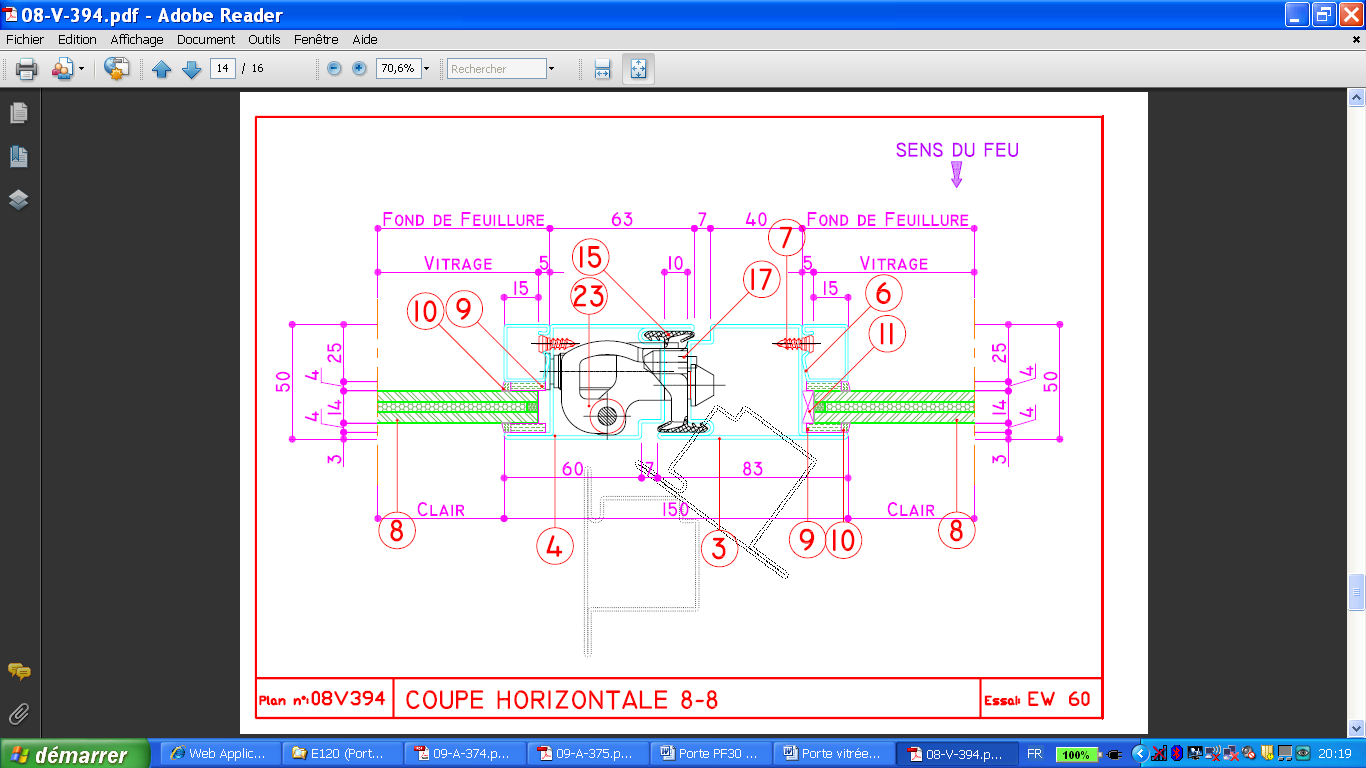 08-V-394.pdf - Adobe Reader
Fichier Edition Affichage Document Outils Fenêtre Aide
14 / 16 70,6% Rechercher
SENS DU FEU
FOND DE FEUILLURE 63 7 40 FOND DE FEUILLURE
7
VITRAGE 5 15 10 17 5 VITRAGE
15 23 6 15
10 9 11
25 25
4 4
50 50
14 14
4 4
3 3
60 7 83
CLAIR 150 CLAIR
8 4 3 9 10 8
Plan n°: 08V394 COUPE HORIZONTALE 8-8 Essai: EW 60
démarrer Web Applic... E120 (Port... 09-A-374.p... 09-A-375.p... Porte PF30 ... Porte vitrée... 08-V-394.p... FR 100% 20:19